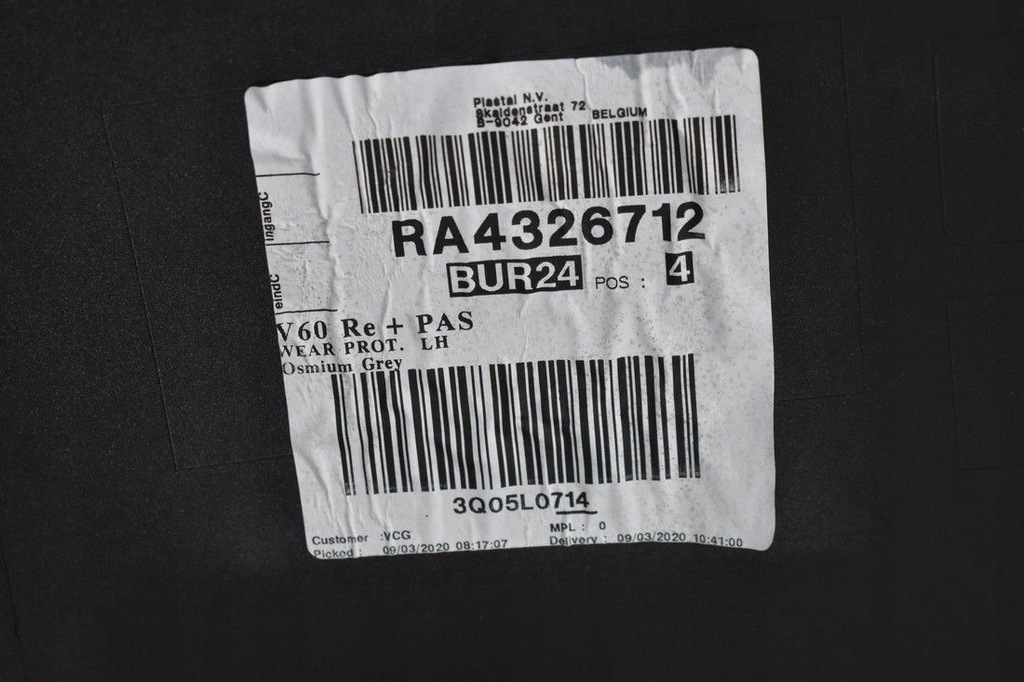 Plastal N.V.
Skaldenstraat 72
B-9042 Gent BELGIUM
RA4326712
BUR24 POS : 4
ingangC
eindC
V60 Re + PAS
WEAR PROT. LH
Osmium Grey
3Q05L0714
Customer :VCG MPL : 0
Picked : 09/03/2020 08:17:07 Delivery : 09/03/2020 10:41:00